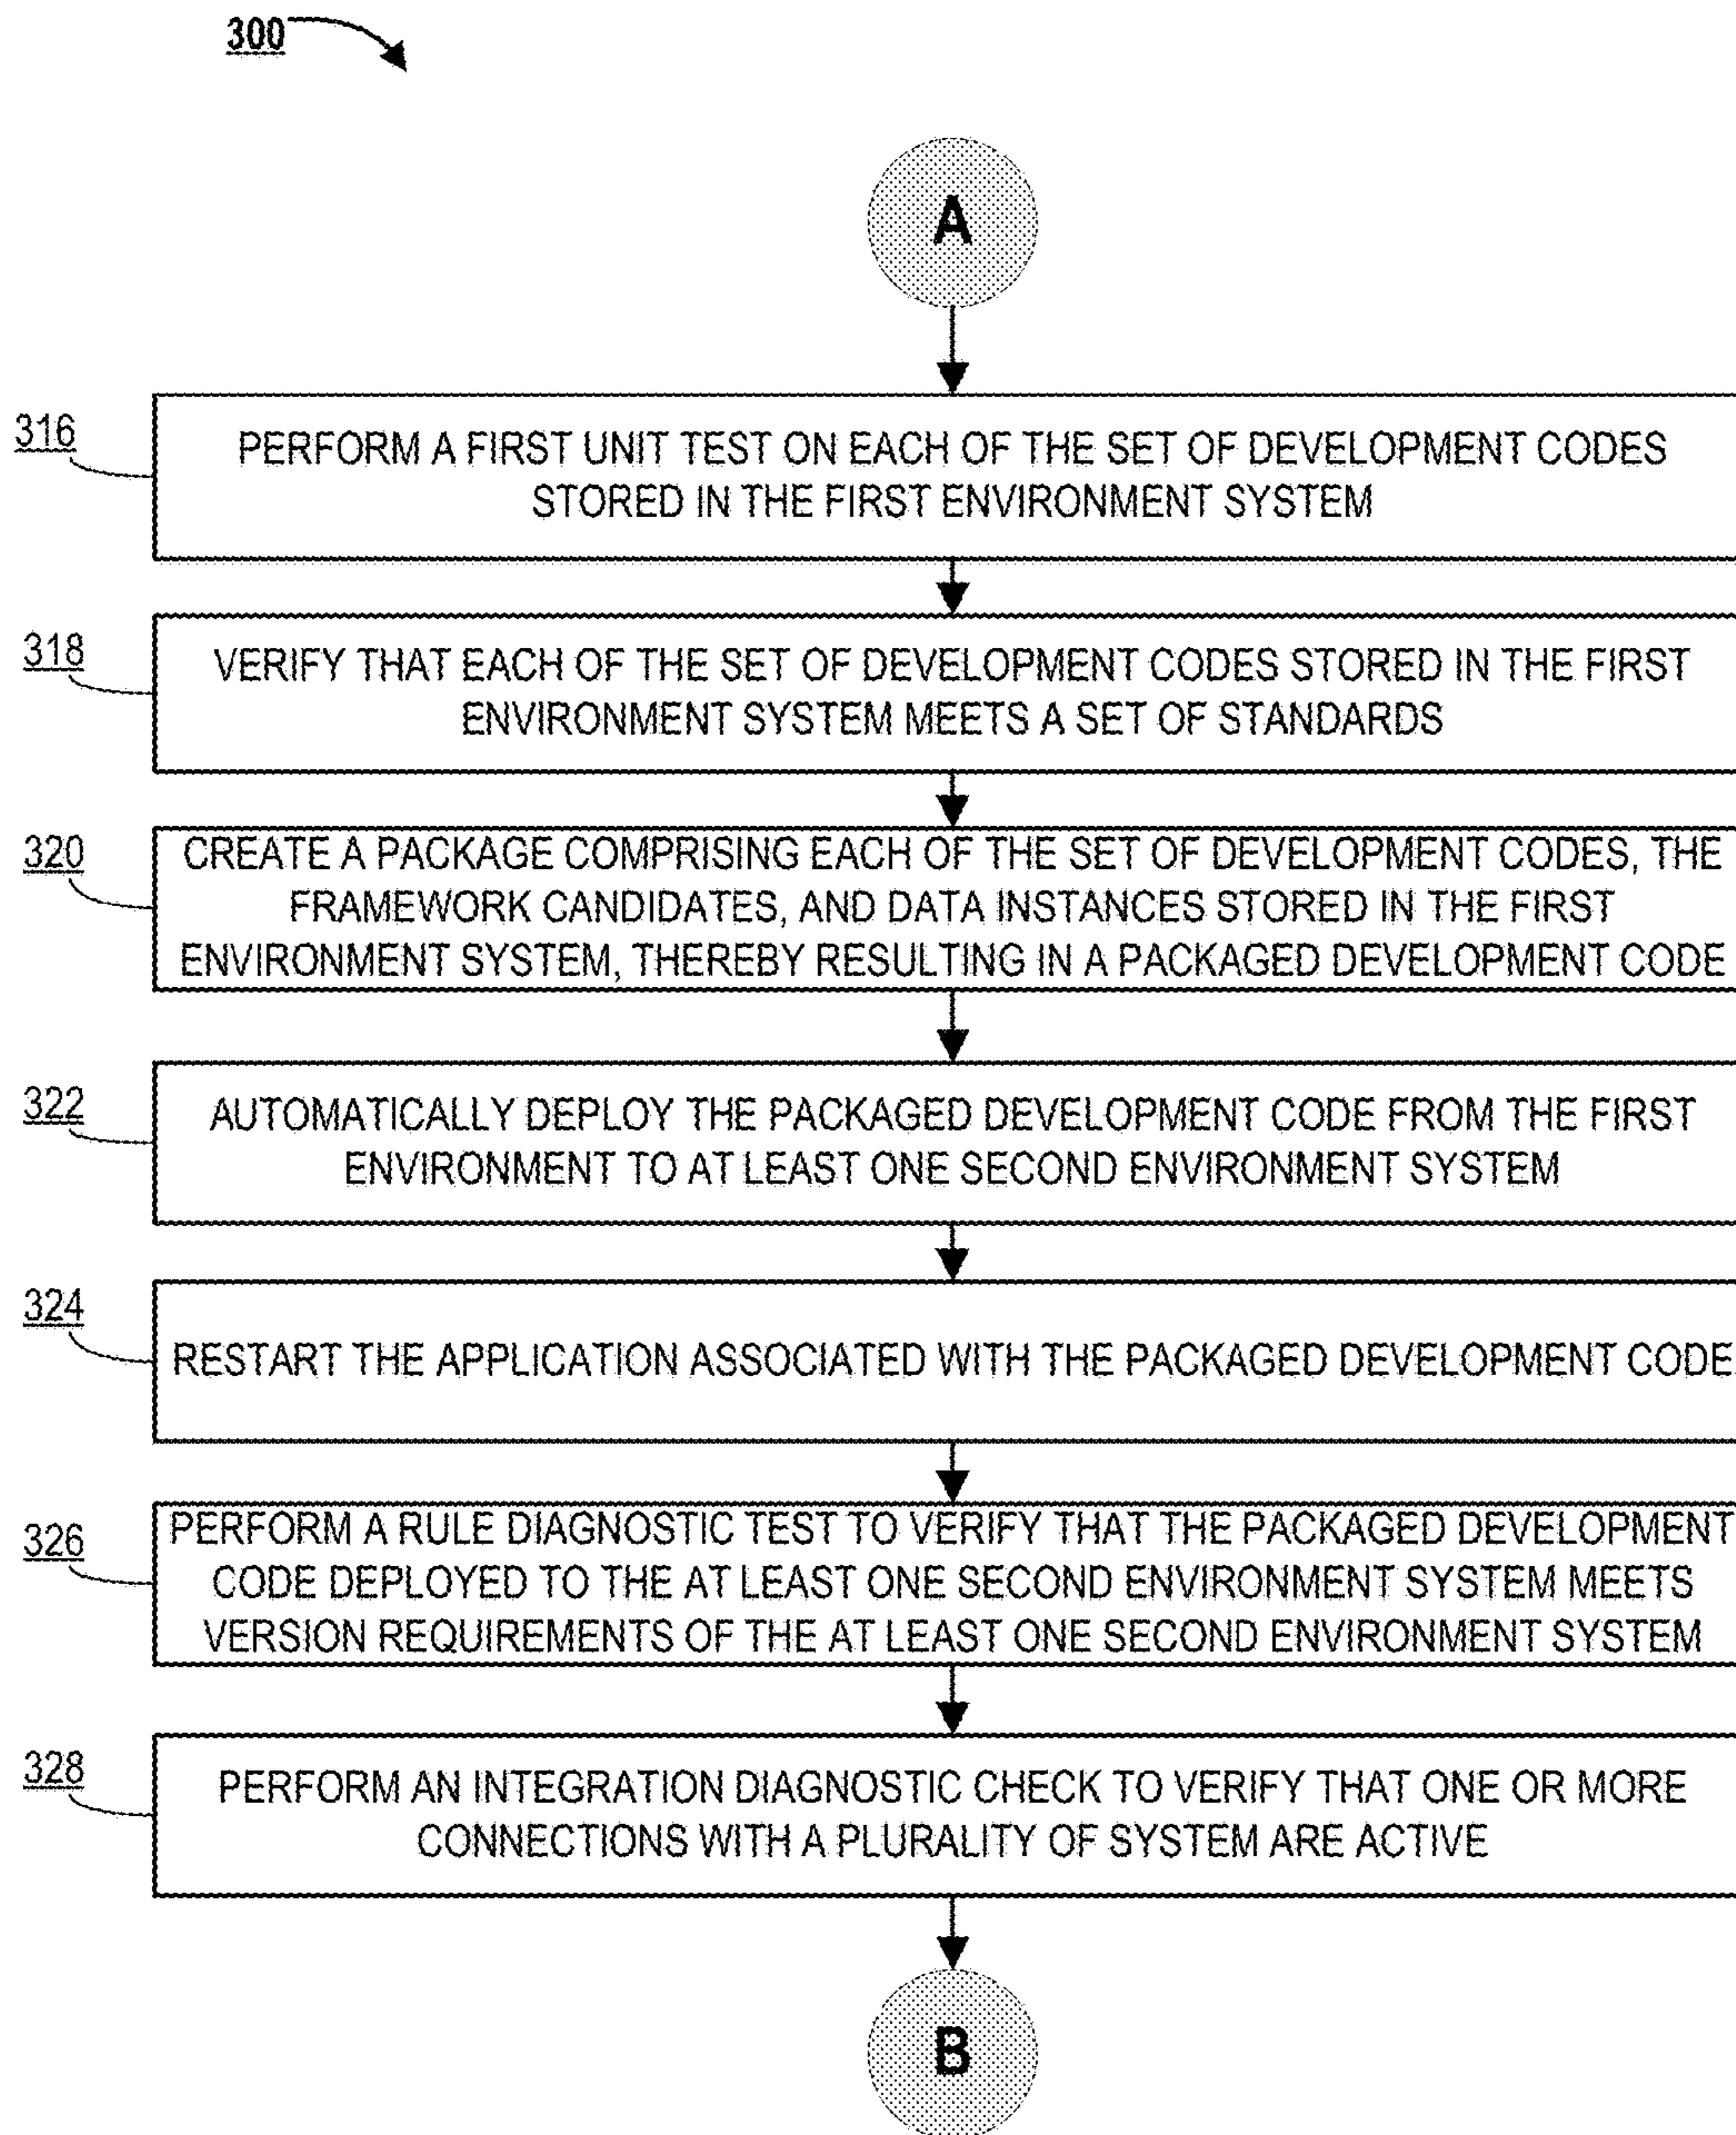 300
A
316
PERFORM A FIRST UNIT TEST ON EACH OF THE SET OF DEVELOPMENT CODES
STORED IN THE FIRST ENVIRONMENT SYSTEM
318
VERIFY THAT EACH OF THE SET OF DEVELOPMENT CODES STORED IN THE FIRST
ENVIRONMENT SYSTEM MEETS A SET OF STANDARDS
320
CREATE A PACKAGE COMPRISING EACH OF THE SET OF DEVELOPMENT CODES, THE
FRAMEWORK CANDIDATES, AND DATA INSTANCES STORED IN THE FIRST
ENVIRONMENT SYSTEM, THEREBY RESULTING IN A PACKAGED DEVELOPMENT CODE
322
AUTOMATICALLY DEPLOY THE PACKAGED DEVELOPMENT CODE FROM THE FIRST
ENVIRONMENT TO AT LEAST ONE SECOND ENVIRONMENT SYSTEM
324
RESTART THE APPLICATION ASSOCIATED WITH THE PACKAGED DEVELOPMENT CODE
326
PERFORM A RULE DIAGNOSTIC TEST TO VERIFY THAT THE PACKAGED DEVELOPMENT
CODE DEPLOYED TO THE AT LEAST ONE SECOND ENVIRONMENT SYSTEM MEETS
VERSION REQUIREMENTS OF THE AT LEAST ONE SECOND ENVIRONMENT SYSTEM
328
PERFORM AN INTEGRATION DIAGNOSTIC CHECK TO VERIFY THAT ONE OR MORE
CONNECTIONS WITH A PLURALITY OF SYSTEM ARE ACTIVE
B